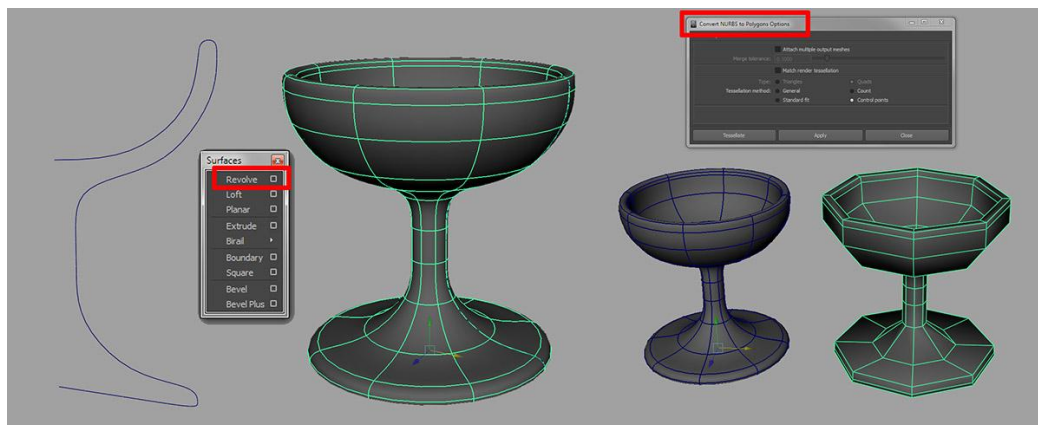 Surfaces
Revolve
Loft
Planar
Extrude
Birail
Boundary
Square
Bevel
Bevel Plus
Convert NURBS to Polygons Options
Attach multiple output meshes
Merge tolerance:
Match render tessellation
Type: Triangles Quads
Tessellation method: General Count
Standard fit Control points
Tessellate Apply Close